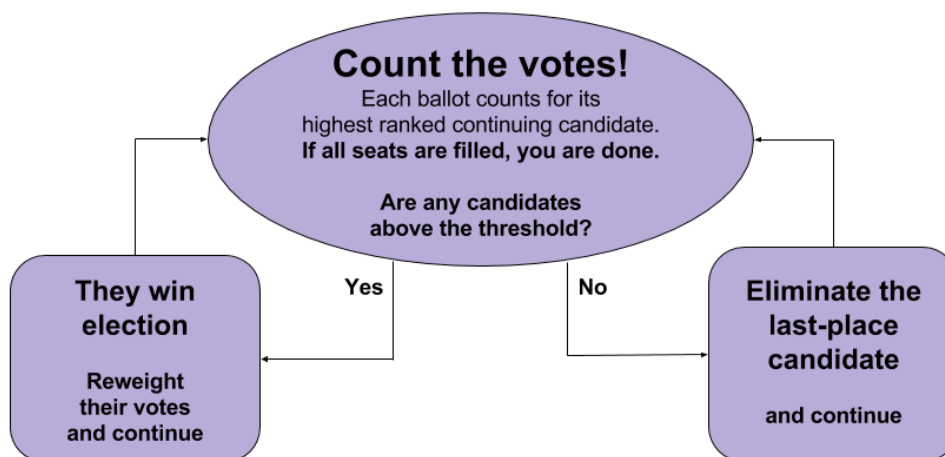 Count the votes!
Each ballot counts for its
highest ranked continuing candidate.
If all seats are filled, you are done.
Are any candidates
above the threshold?
Yes
No
They win
election
Reweight
their votes
and continue
Eliminate the
last-place
candidate
and continue